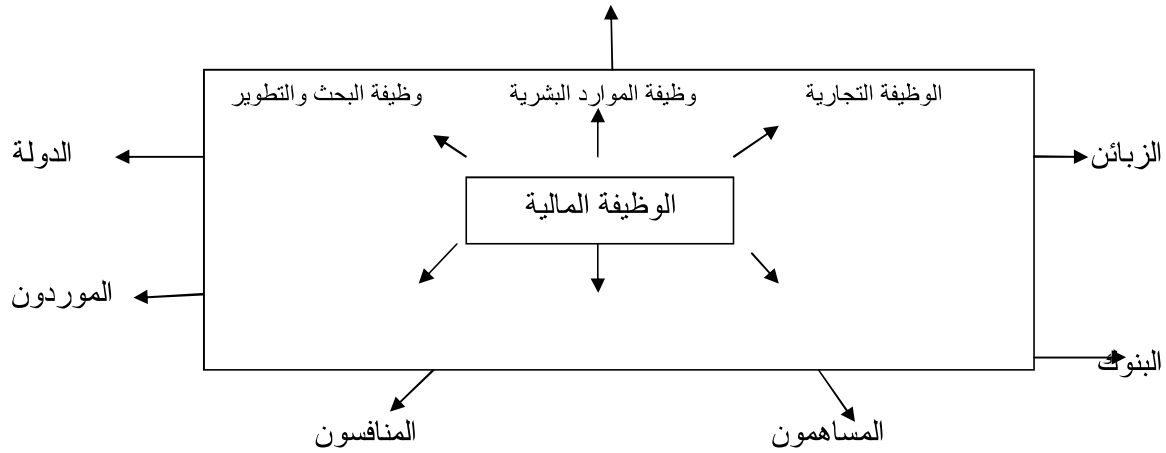 الوظيفة التجارية
وظيفة الموارد البشرية
وظيفة البحث والتطوير
الزبائن
الدولة
الوظيفة المالية
الموردون
البنوك
المساهمون
المنافسون